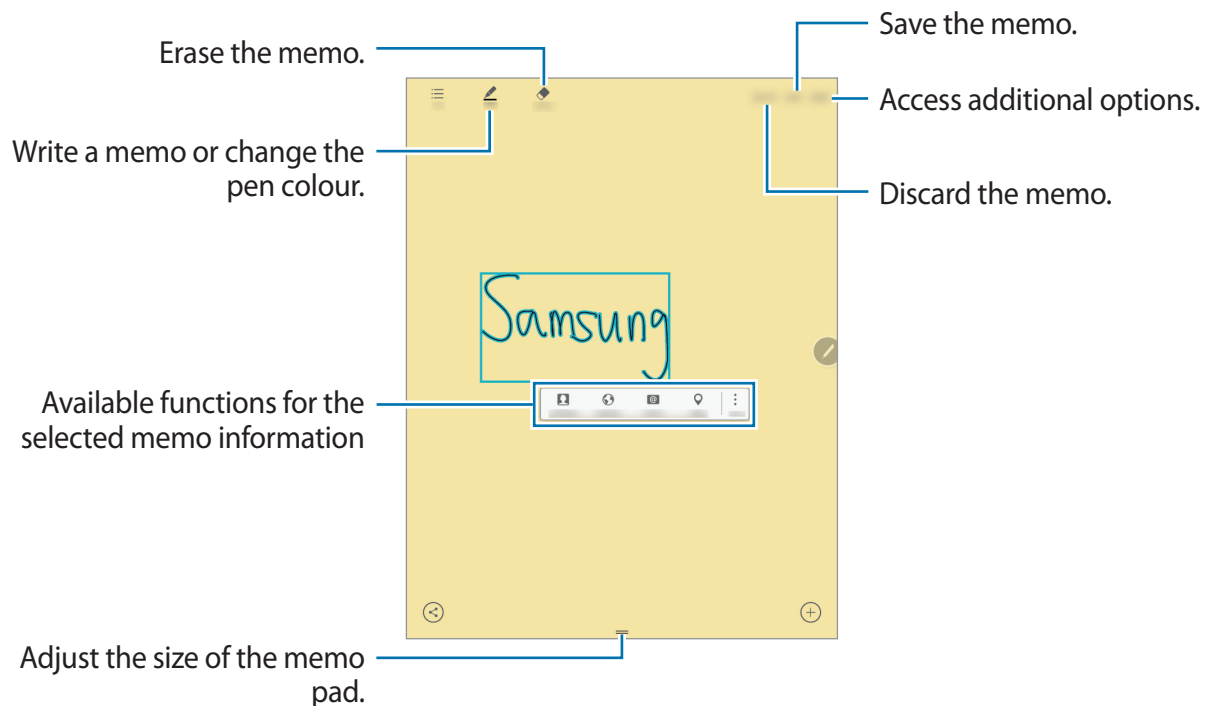 Save the memo.
Erase the memo.
Access additional options.
Write a memo or change the
pen colour.
Discard the memo.
Samsung
Available functions for the
selected memo information
Adjust the size of the memo
pad.